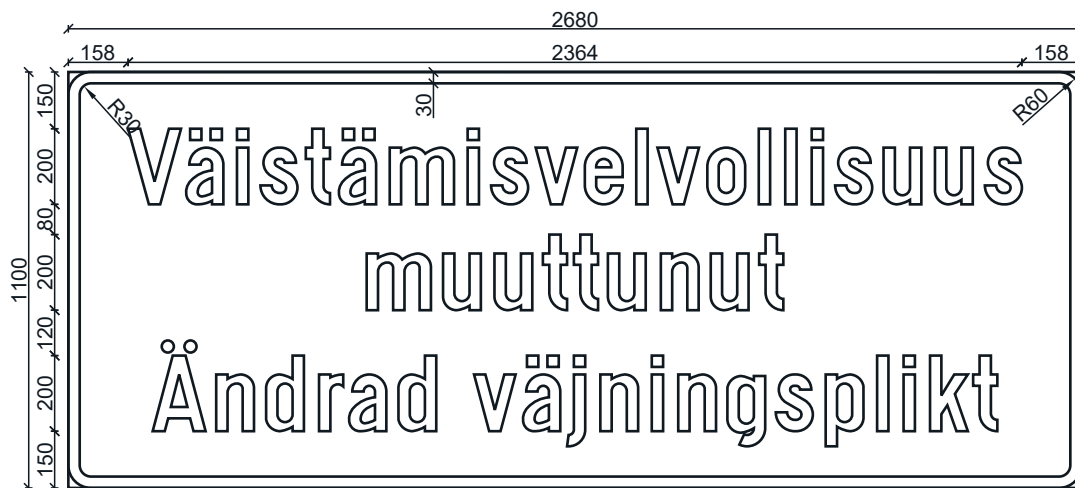 2680
158 2364 158
150
30
R30
R60
200
Väistämisvelvollisuus
80
1100
200
muuttunut
120
200
Ändrad väjningsplikt
150